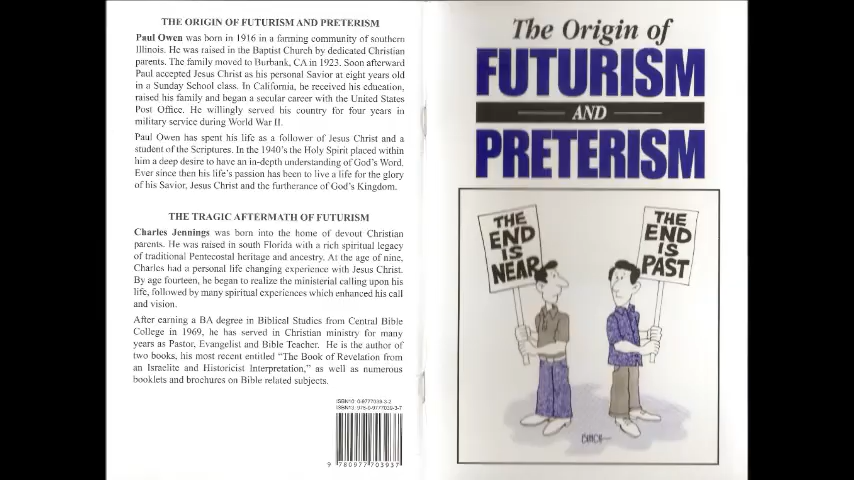 THE ORIGIN OF FUTURISM AND PRETERISM
Paul Owen was born in 1916 in a farming community of southern
Illinois. He was raised in the Baptist Church by dedicated Christian
parents. The family moved to Burbank, CA in 1923. Soon afterward
Paul accepted Jesus Christ as his personal Savior at eight years old
in a Sunday School class. In California, he received his education,
raised his family and began a secular career with the United States
Post Office. He willingly served his country for four years in
military service during World War II.
Paul Owen has spent his life as a follower of Jesus Christ and a
student of the Scriptures. In the 1940's the Holy Spirit placed within
him a deep desire to have an in-depth understanding of God's Word.
Ever since then his life's passion has been to live a life for the glory
of his Savior, Jesus Christ and the furtherance of God's Kingdom.
THE TRAGIC AFTERMATH OF FUTURISM
Charles Jennings was born into the home of devout Christian
parents. He was raised in south Florida with a rich spiritual legacy
of traditional Pentecostal heritage and ancestry. At the age of nine,
Charles had a personal life changing experience with Jesus Christ.
By age fourteen, he began to realize the ministerial calling upon his
life, followed by many spiritual experiences which enhanced his call
and vision.
After earning a BA degree in Biblical Studies from Central Bible
College in 1969, he has served in Christian ministry for many
years as Pastor, Evangelist and Bible Teacher. He is the author of
two books, his most recent entitled "The Book of Revelation from
an Israelite and Historicist Interpretation," as well as numerous
booklets and brochures on Bible related subjects.
ISBN10: 0-9777039-3-2
ISBN13: 978-0-9777039-3-7
9 780977 703937
The Origin of
FUTURISM
AND
PRETERISM
THE
END
IS
NEAR
THE
END
IS
PAST